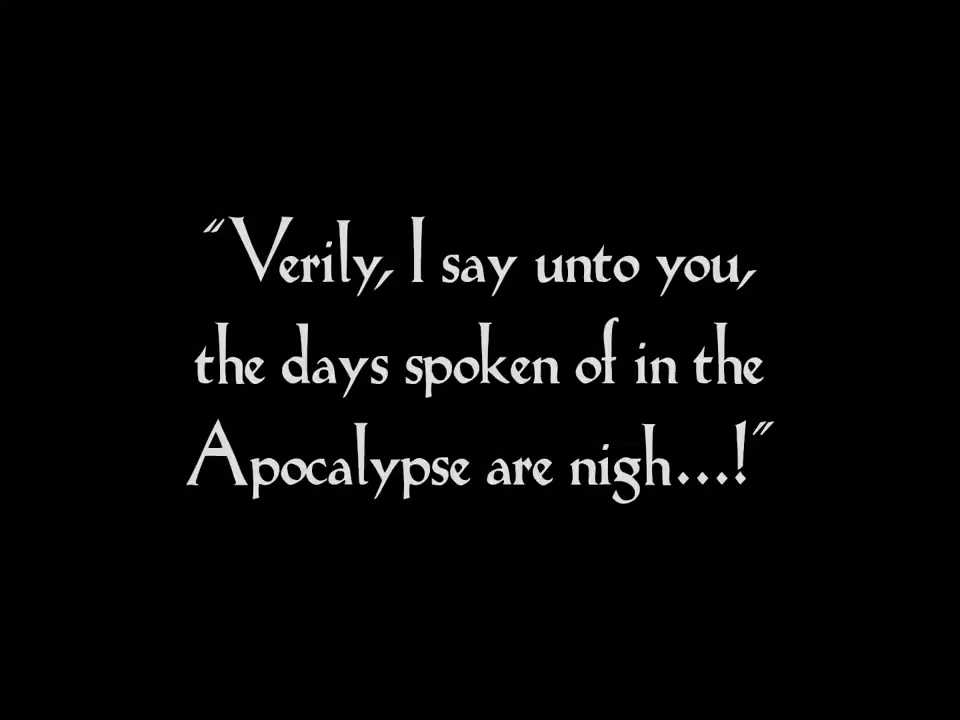 "Verily, I say unto you,
the days spoken of in the
Apocalypse are nigh...!"